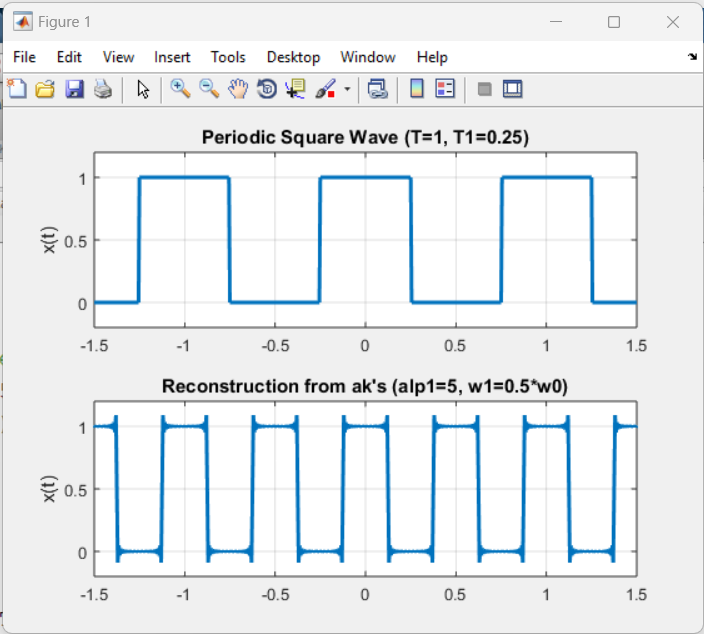 Figure 1
File Edit View Insert Tools Desktop Window Help
Periodic Square Wave (T=1, T1=0.25)
x(t)
1
0.5
0
-1.5 -1 -0.5 0 0.5 1 1.5
Reconstruction from ak's (alp1=5, w1=0.5*w0)
x(t)
1
0.5
0
-1.5 -1 -0.5 0 0.5 1 1.5